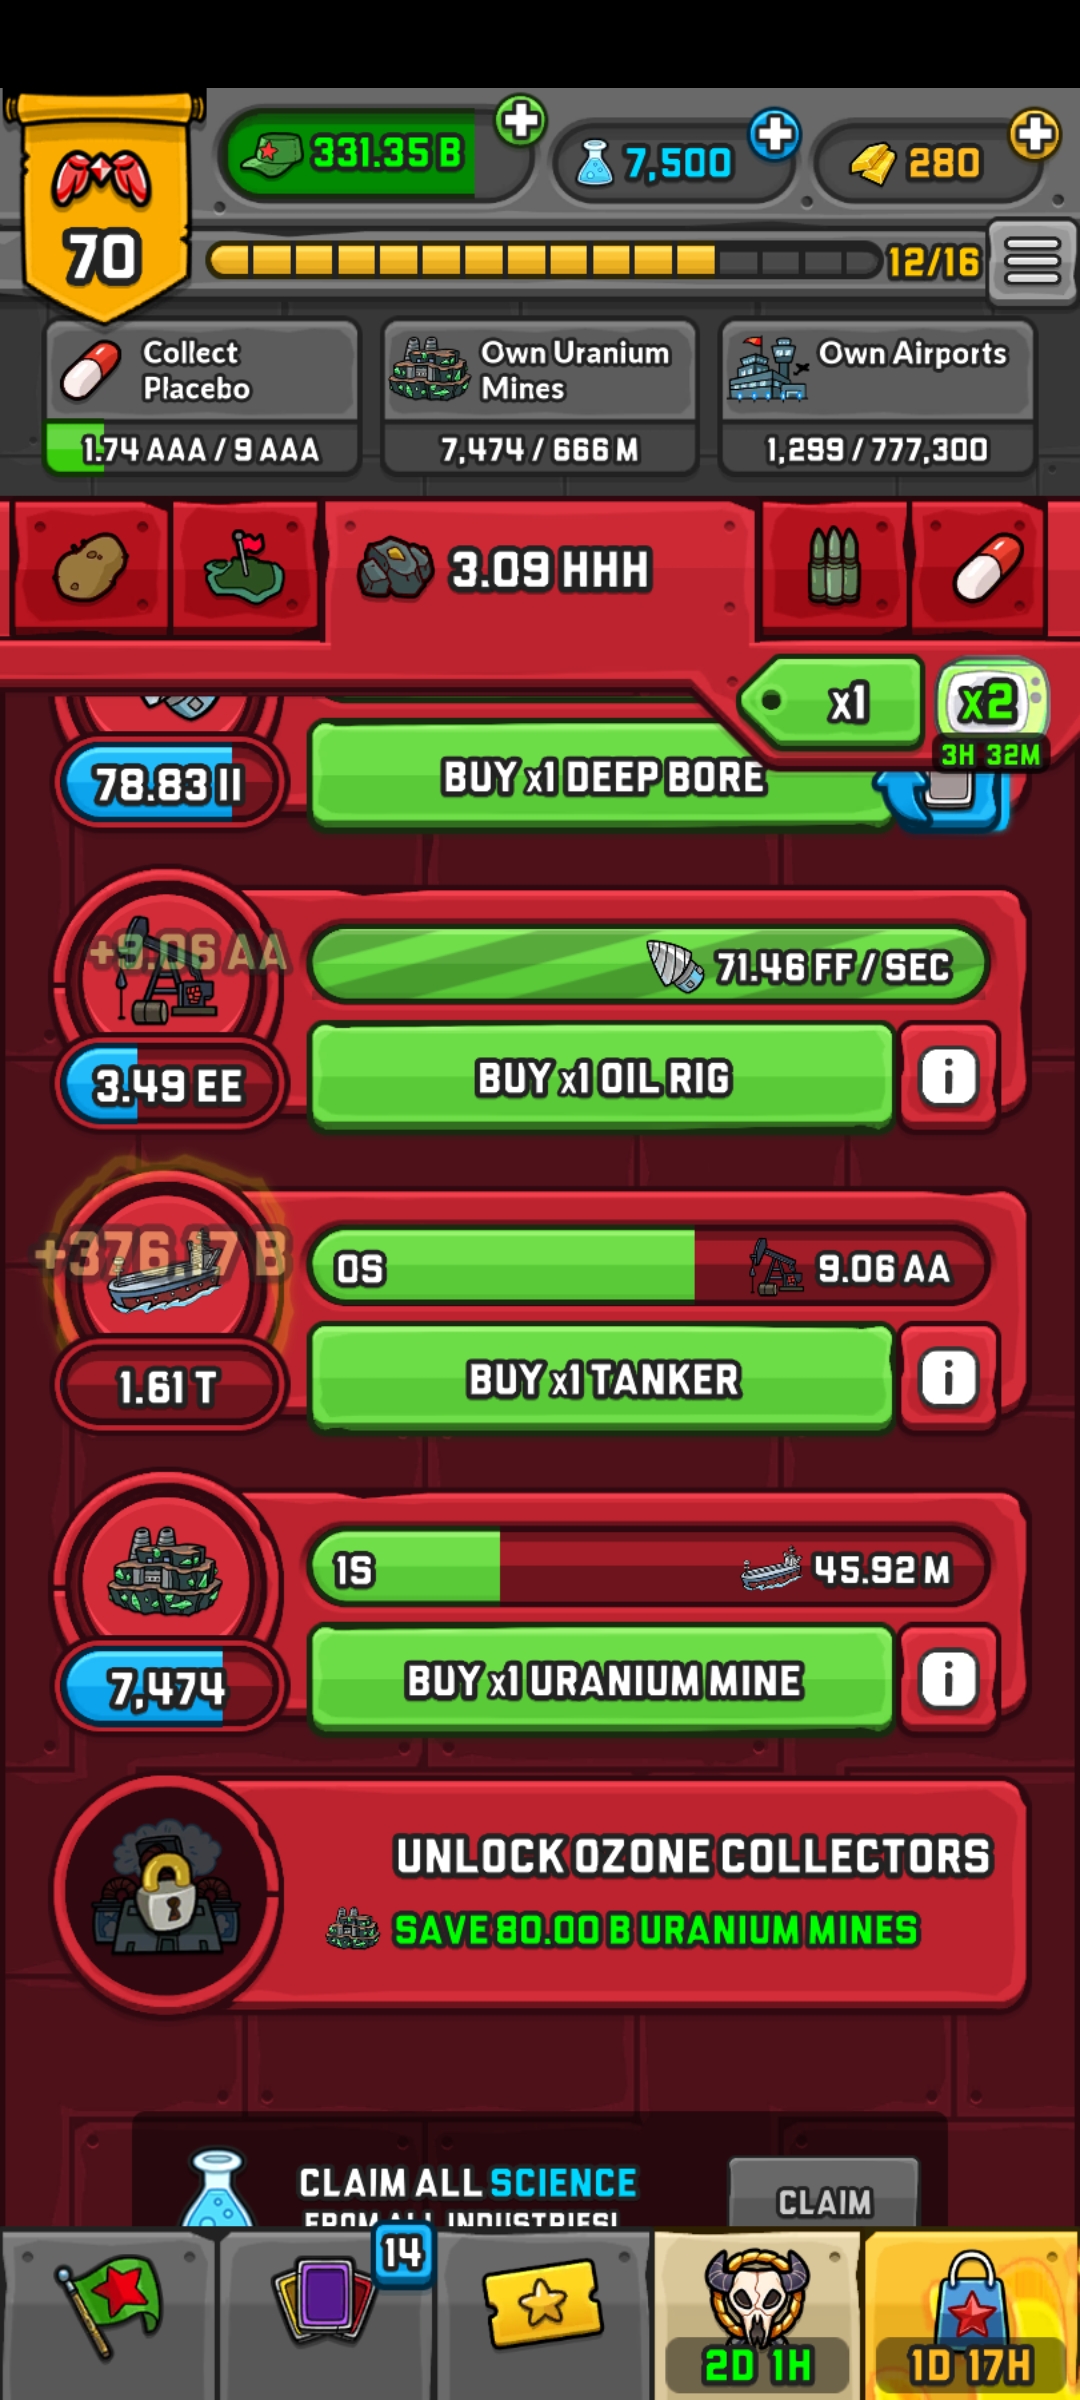 331.35 B
7,500
280
70
12/16
Collect
Placebo
Own Uranium
Mines
Own Airports
1.74 AAA / 9 AAA
7,474 / 666 M
1,299 / 777,300
3.09 HHH
x1
x2
3H 32M
78.83 II
BUY x1 DEEP BORE
+9.06 AA
71.46 FF / SEC
3.49 EE
BUY x1 OIL RIG
i
+376.17 B
0S
9.06 AA
1.61 T
BUY x1 TANKER
i
1S
45.92 M
7,474
BUY x1 URANIUM MINE
i
UNLOCK OZONE COLLECTORS
SAVE 80.00 B URANIUM MINES
CLAIM ALL SCIENCE
FROM ALL INDUSTRIES!
CLAIM
14
2D 1H
1D 17H